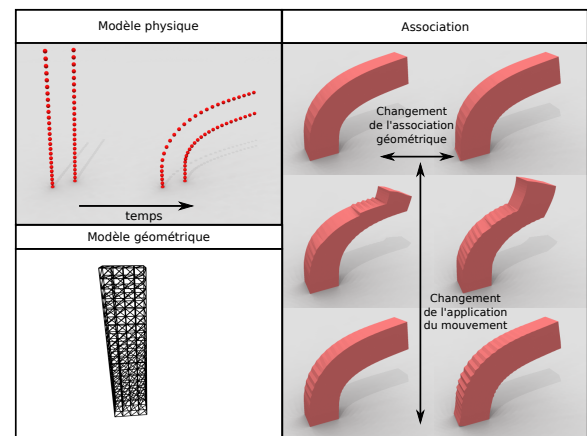 Modèle physique
temps
Modèle géométrique
Association
Changement
de l'association
géométrique
Changement
de l'application
du mouvement